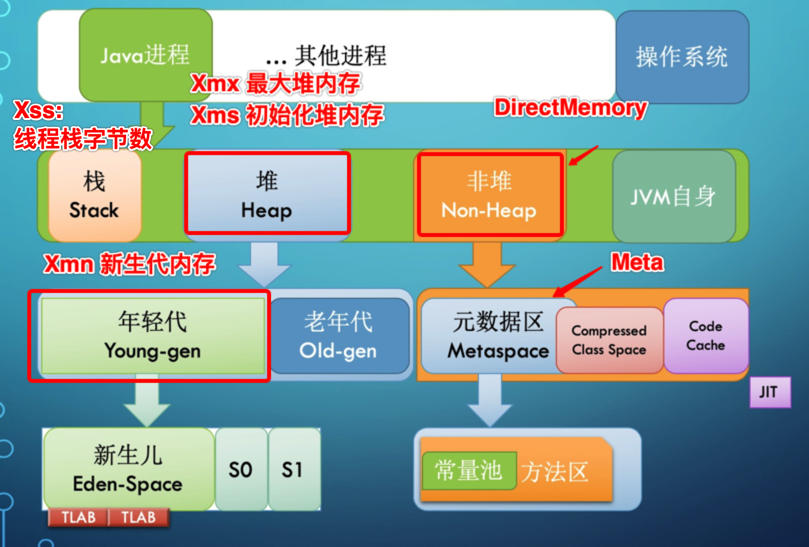 Java进程
... 其他进程
操作系统
Xmx 最大堆内存
Xms 初始化堆内存
DirectMemory
Xss:
线程栈字节数
栈
Stack
堆
Heap
非堆
Non-Heap
JVM自身
Xmn 新生代内存
Meta
年轻代
Young-gen
老年代
Old-gen
元数据区
Metaspace
Compressed
Class Space
Code
Cache
JIT
新生儿
Eden-Space
S0
S1
常量池
方法区
TLAB
TLAB